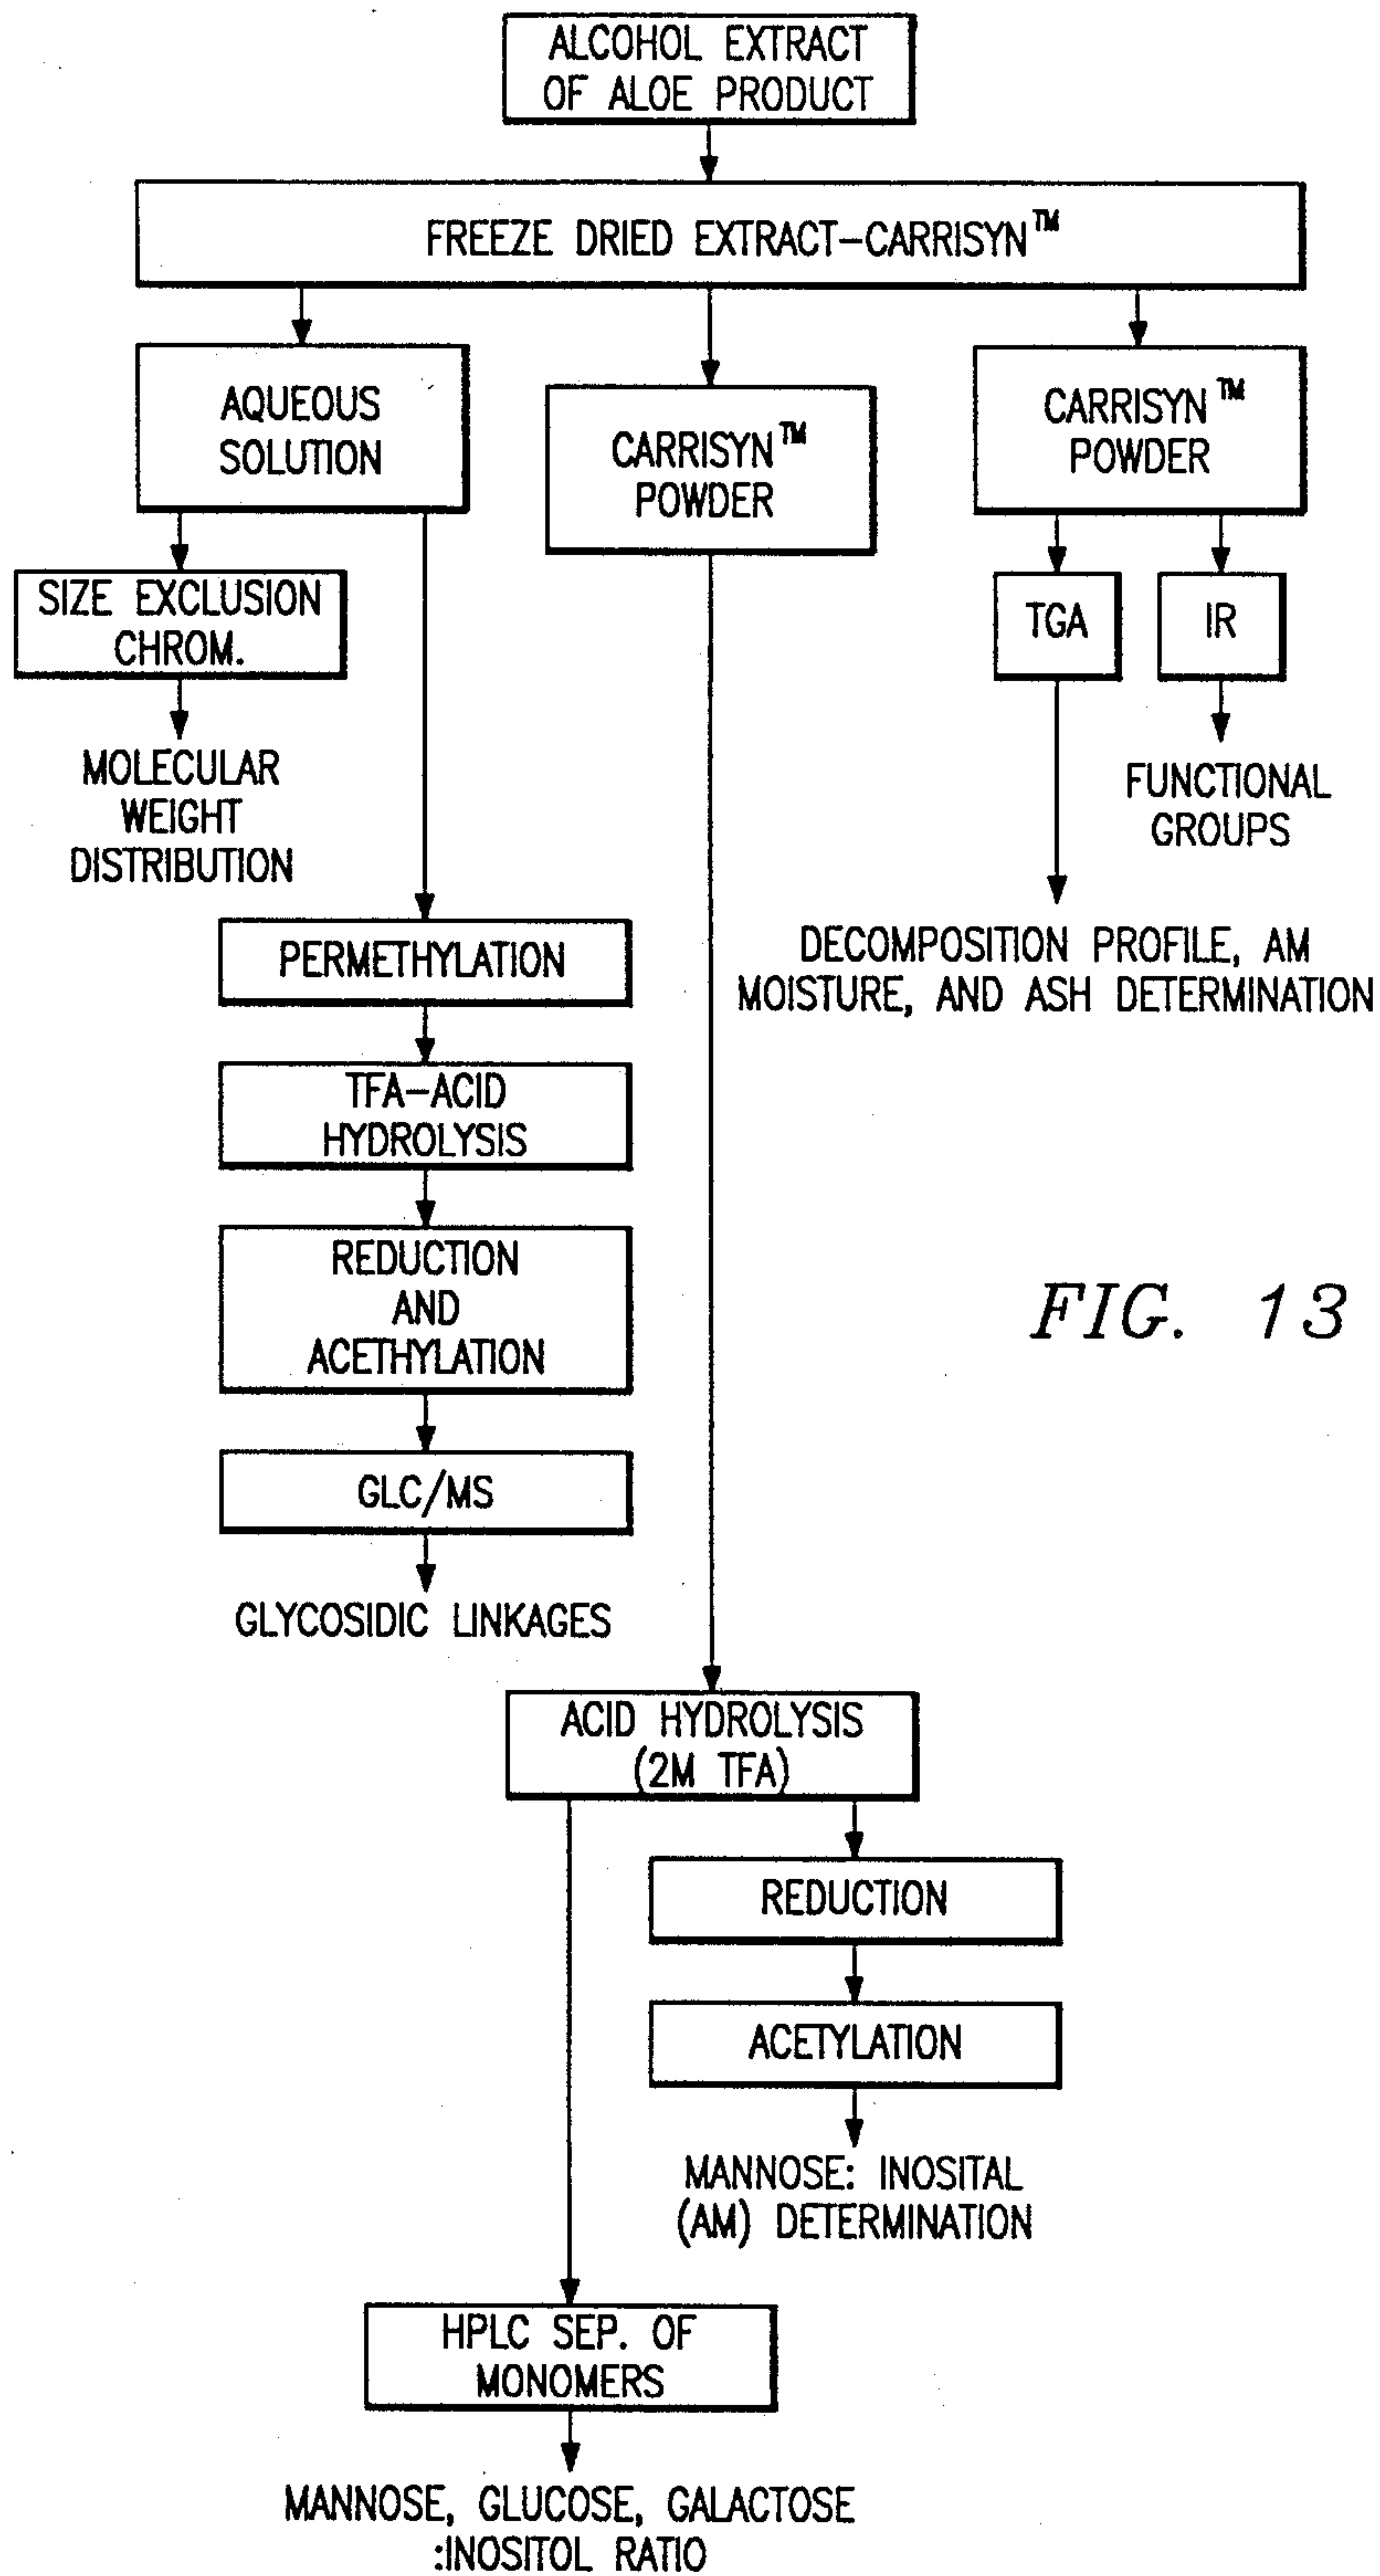 ALCOHOL EXTRACT
OF ALOE PRODUCT
FREEZE DRIED EXTRACT-CARRISYN™
AQUEOUS
SOLUTION
CARRISYN™
POWDER
CARRISYN™
POWDER
SIZE EXCLUSION
CHROM.
TGA
IR
MOLECULAR
WEIGHT
DISTRIBUTION
FUNCTIONAL
GROUPS
DECOMPOSITION PROFILE, AM
MOISTURE, AND ASH DETERMINATION
PERMETHYLATION
TFA-ACID
HYDROLYSIS
REDUCTION
AND
ACETHYLATION
FIG. 13
GLC/MS
GLYCOSIDIC LINKAGES
ACID HYDROLYSIS
(2M TFA)
REDUCTION
ACETYLATION
MANNOSE: INOSITAL
(AM) DETERMINATION
HPLC SEP. OF
MONOMERS
MANNOSE, GLUCOSE, GALACTOSE
:INOSITOL RATIO